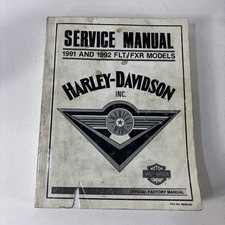 SERVICE MANUAL
1991 AND 1992 FLT/FXR MODELS
HARLEY-DAVIDSON
INC.
OFFICIAL FACTORY MANUAL